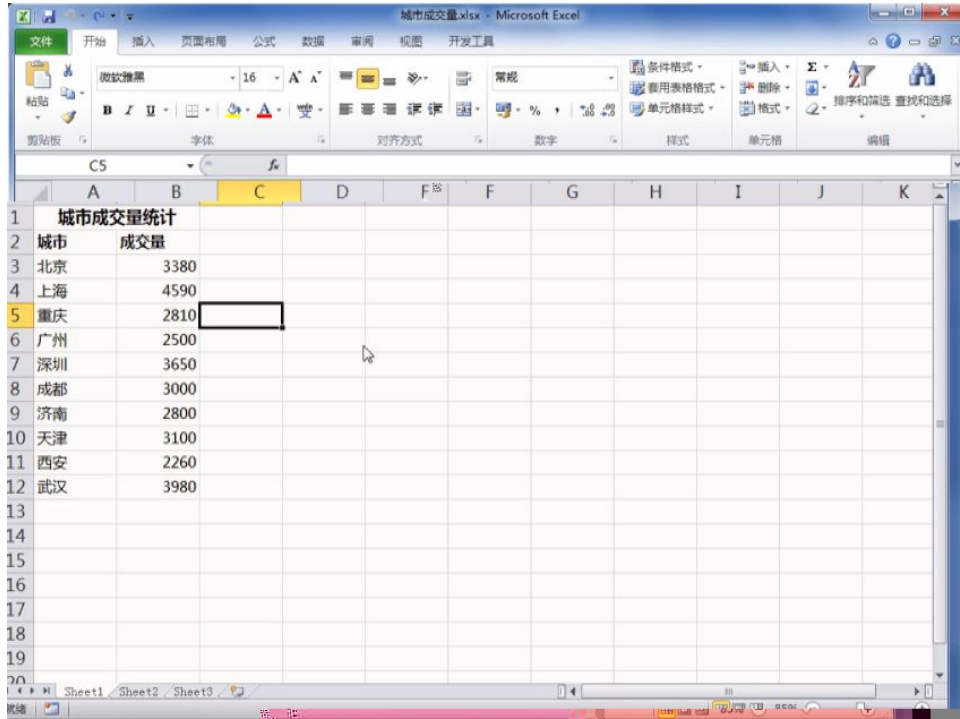 城市成交量.xlsx - Microsoft Excel
文件 开始 插入 页面布局 公式 数据 审阅 视图 开发工具
微软雅黑 16 A A 常规 条件格式 插入 Σ
粘贴 套用表格格式 删除 排序和筛选 查找和选择
B I U A 变 % , 单元格样式 格式
剪贴板 字体 对齐方式 数字 样式 单元格 编辑
C5 fx
A B C D F F G H I J K
1 城市成交量统计
2 城市 成交量
3 北京 3380
4 上海 4590
5 重庆 2810
6 广州 2500
7 深圳 3650
8 成都 3000
9 济南 2800
10 天津 3100
11 西安 2260
12 武汉 3980
13
14
15
16
17
18
19
20
Sheet1 Sheet2 Sheet3
就绪 85%